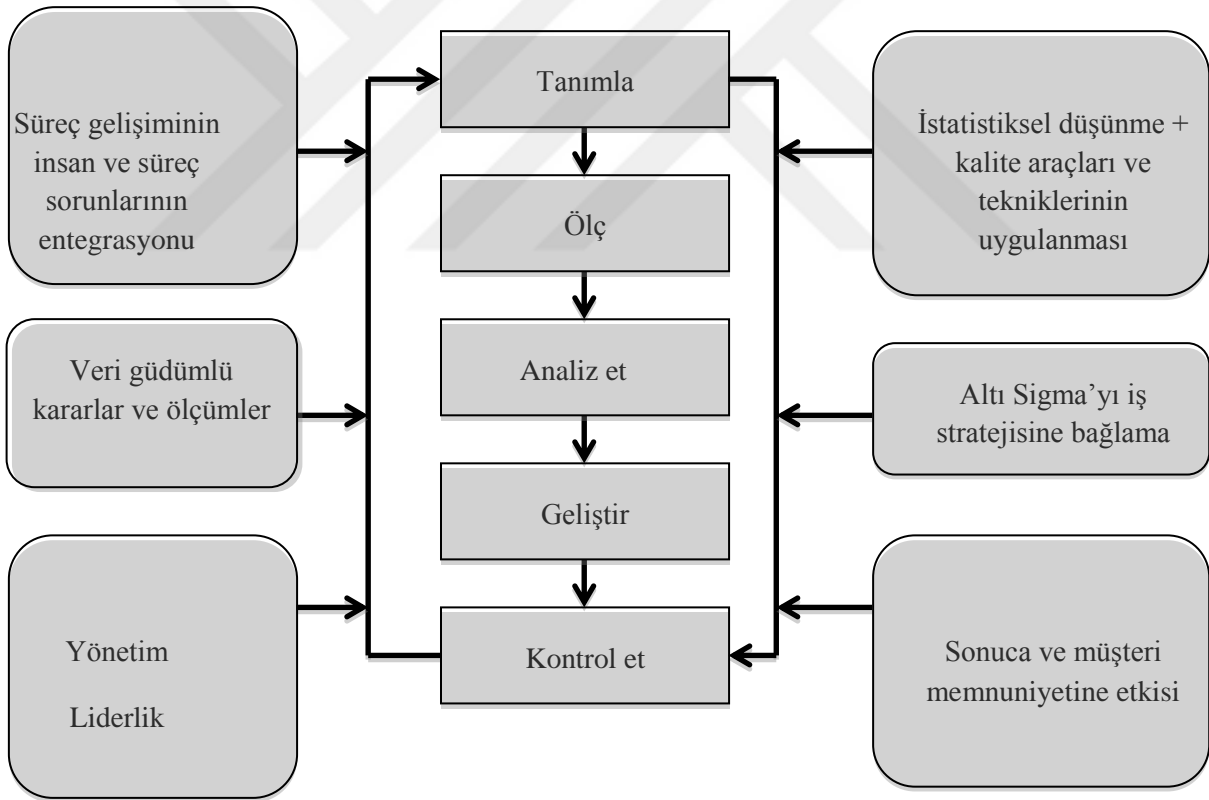 Süreç gelişiminin
insan ve süreç
sorunlarının
entegrasyonu
Veri güdümlü
kararlar ve ölçümler
Yönetim
Liderlik
Tanımla
Ölç
Analiz et
Geliştir
Kontrol et
İstatistiksel düşünme +
kalite araçları ve
tekniklerinin
uygulanması
Altı Sigma’yı iş
stratejisine bağlama
Sonuca ve müşteri
memnuniyetine etkisi